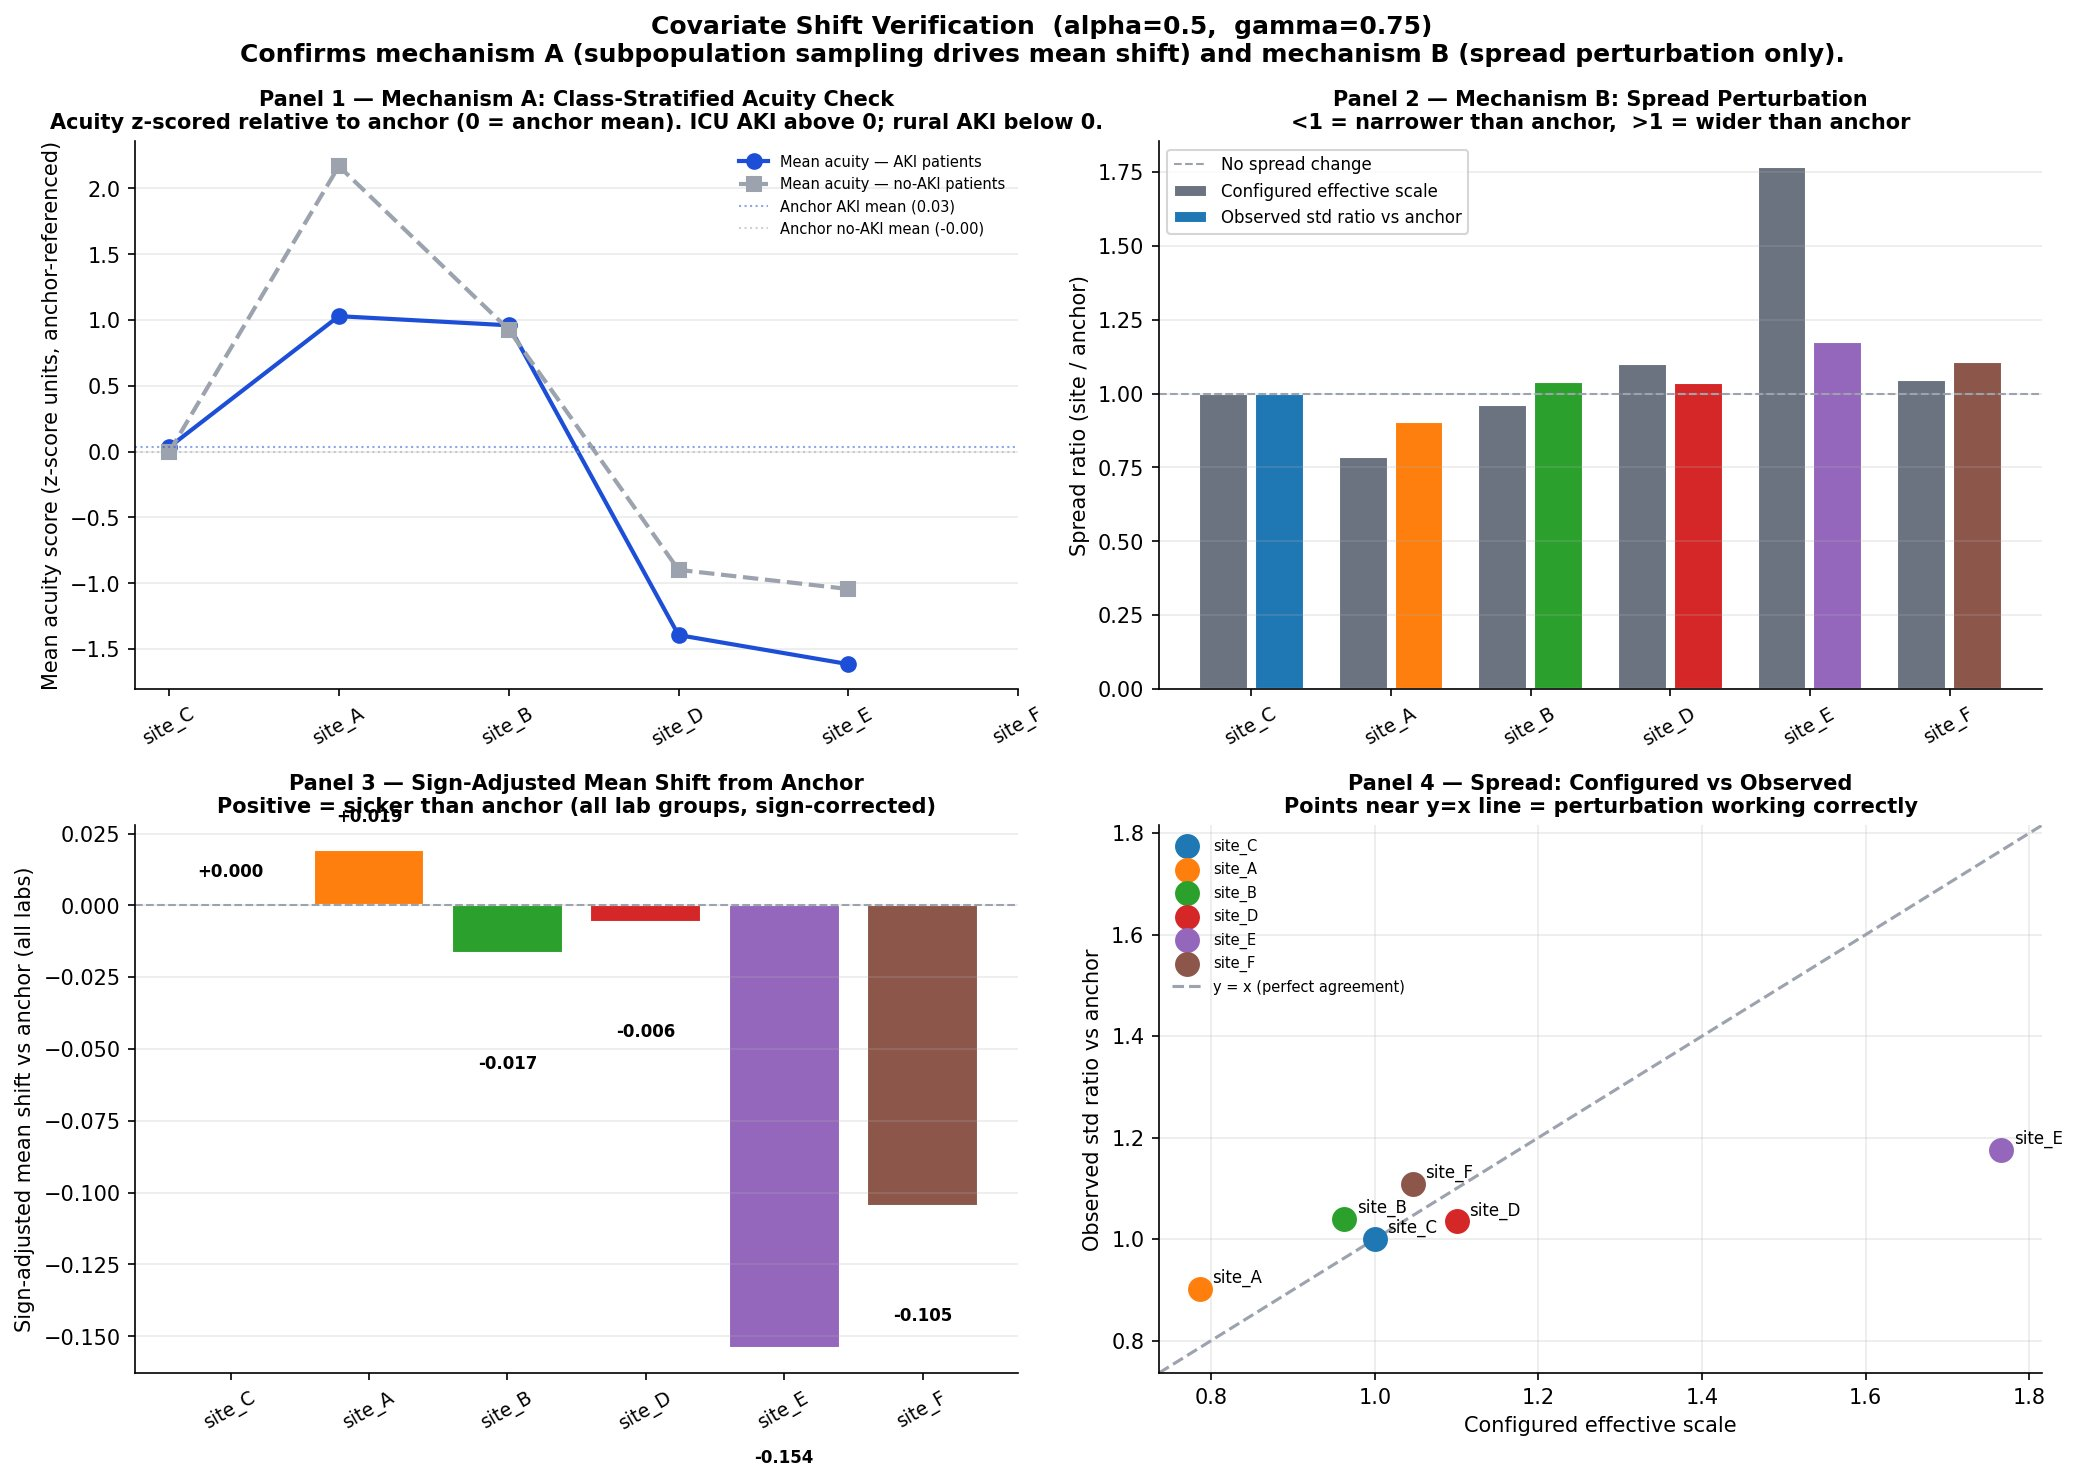 Covariate Shift Verification  (alpha=0.5,  gamma=0.75)
Confirms mechanism A (subpopulation sampling drives mean shift) and mechanism B (spread perturbation only).
Panel 1 — Mechanism A: Class-Stratified Acuity Check
Acuity z-scored relative to anchor (0 = anchor mean). ICU AKI above 0; rural AKI below 0.
Mean acuity score (z-score units, anchor-referenced)
2.0
1.5
1.0
0.5
0.0
−0.5
−1.0
−1.5
Mean acuity — AKI patients
Mean acuity — no-AKI patients
Anchor AKI mean (0.03)
Anchor no-AKI mean (-0.00)
site_C
site_A
site_B
site_D
site_E
site_F
Panel 2 — Mechanism B: Spread Perturbation
<1 = narrower than anchor,  >1 = wider than anchor
Spread ratio (site / anchor)
1.75
1.50
1.25
1.00
0.75
0.50
0.25
0.00
No spread change
Configured effective scale
Observed std ratio vs anchor
site_C
site_A
site_B
site_D
site_E
site_F
Panel 3 — Sign-Adjusted Mean Shift from Anchor
Positive = sicker than anchor (all lab groups, sign-corrected)
Sign-adjusted mean shift vs anchor (all labs)
0.025
0.000
−0.025
−0.050
−0.075
−0.100
−0.125
−0.150
+0.000
+0.019
-0.017
-0.006
-0.154
-0.105
site_C
site_A
site_B
site_D
site_E
site_F
Panel 4 — Spread: Configured vs Observed
Points near y=x line = perturbation working correctly
Observed std ratio vs anchor
1.8
1.6
1.4
1.2
1.0
0.8
site_C
site_A
site_B
site_D
site_E
site_F
y = x (perfect agreement)
site_E
site_F
site_B
site_D
site_C
site_A
0.8
1.0
1.2
1.4
1.6
1.8
Configured effective scale